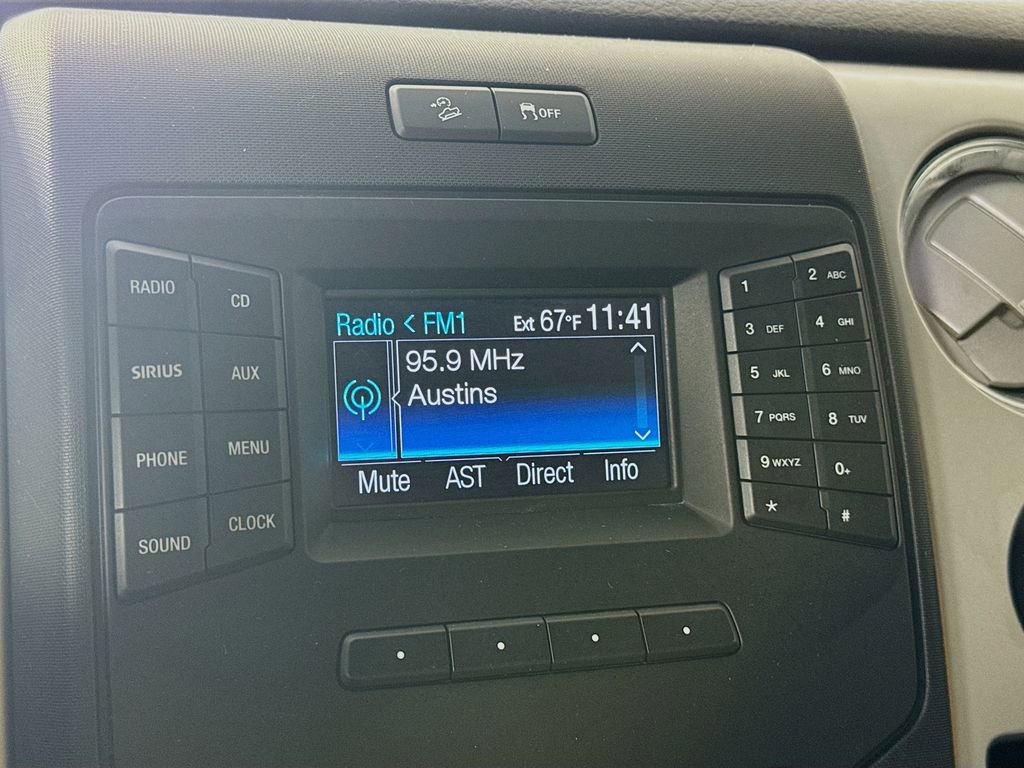 OFF
RADIO
CD
SIRIUS
AUX
PHONE
MENU
SOUND
CLOCK
Radio < FM1 Ext 67°F 11:41
95.9 MHz
Austins
Mute AST Direct Info
1
2 ABC
3 DEF
4 GHI
5 JKL
6 MNO
7 PQRS
8 TUV
9 WXYZ
0+
*
#